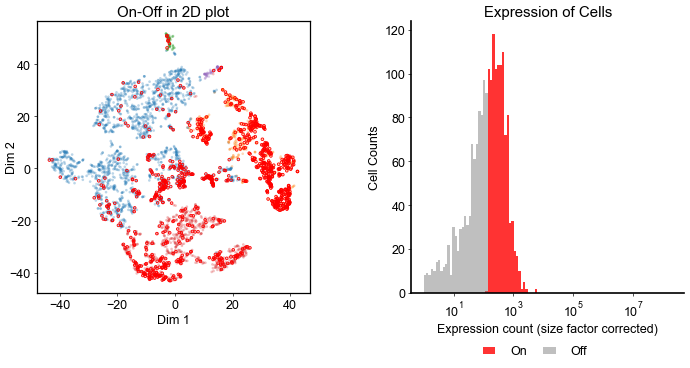 On-Off in 2D plot
40
20
0
−20
−40
Dim 2
−40 −20 0 20 40
Dim 1
Expression of Cells
120
100
80
60
40
20
0
Cell Counts
10^1 10^3 10^5 10^7
Expression count (size factor corrected)
On Off